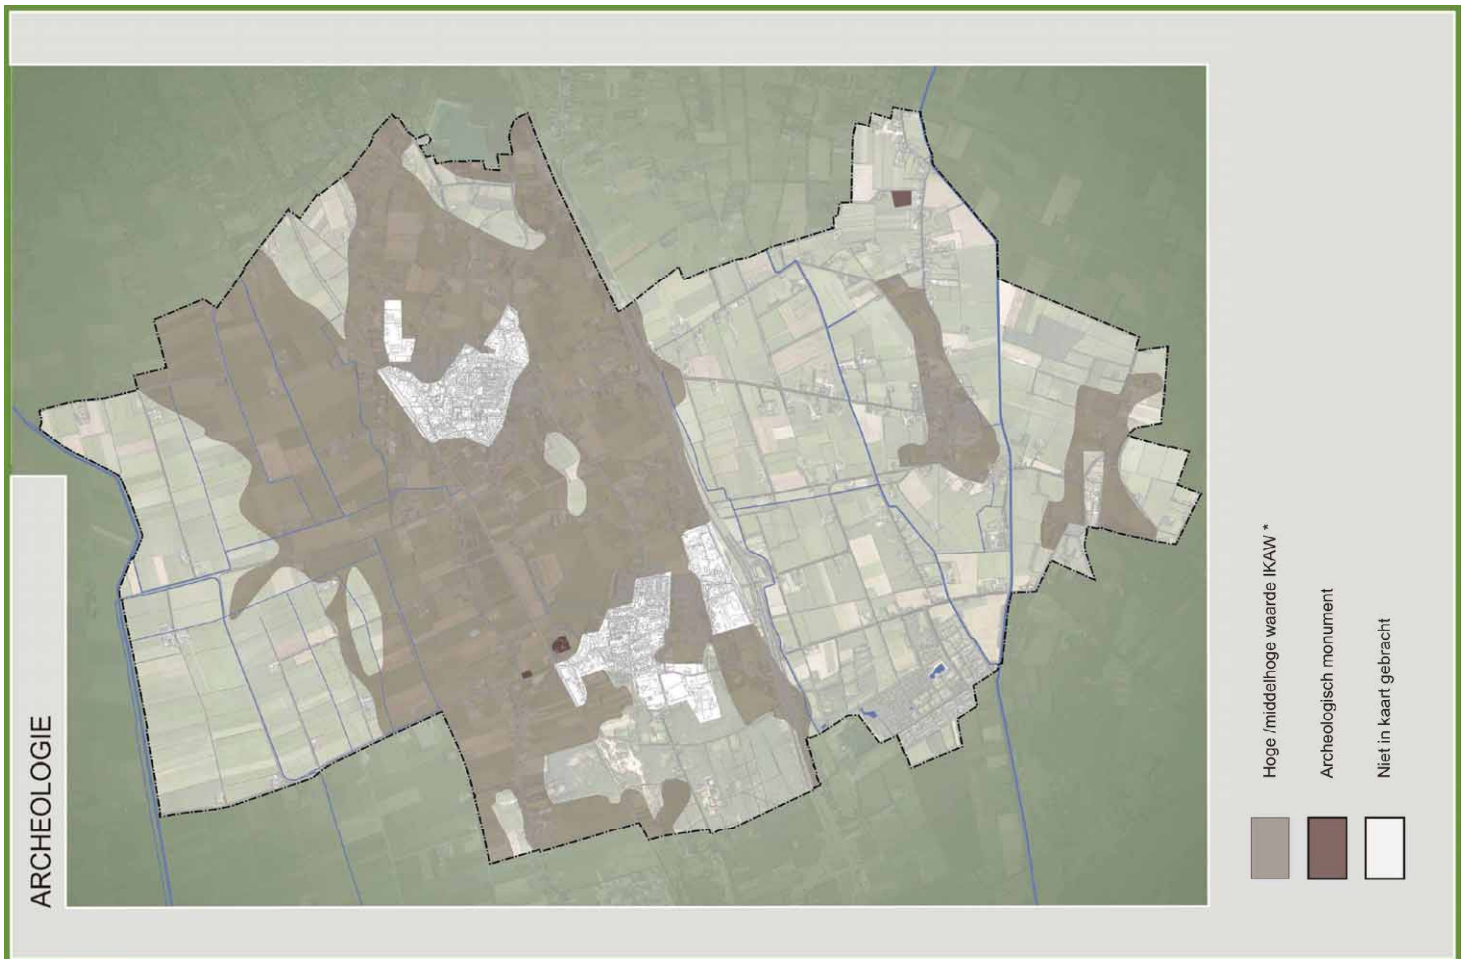 ARCHEOLOGIE
Hoge /middelhoge waarde IKAW *
Archeologisch monument
Niet in kaart gebracht